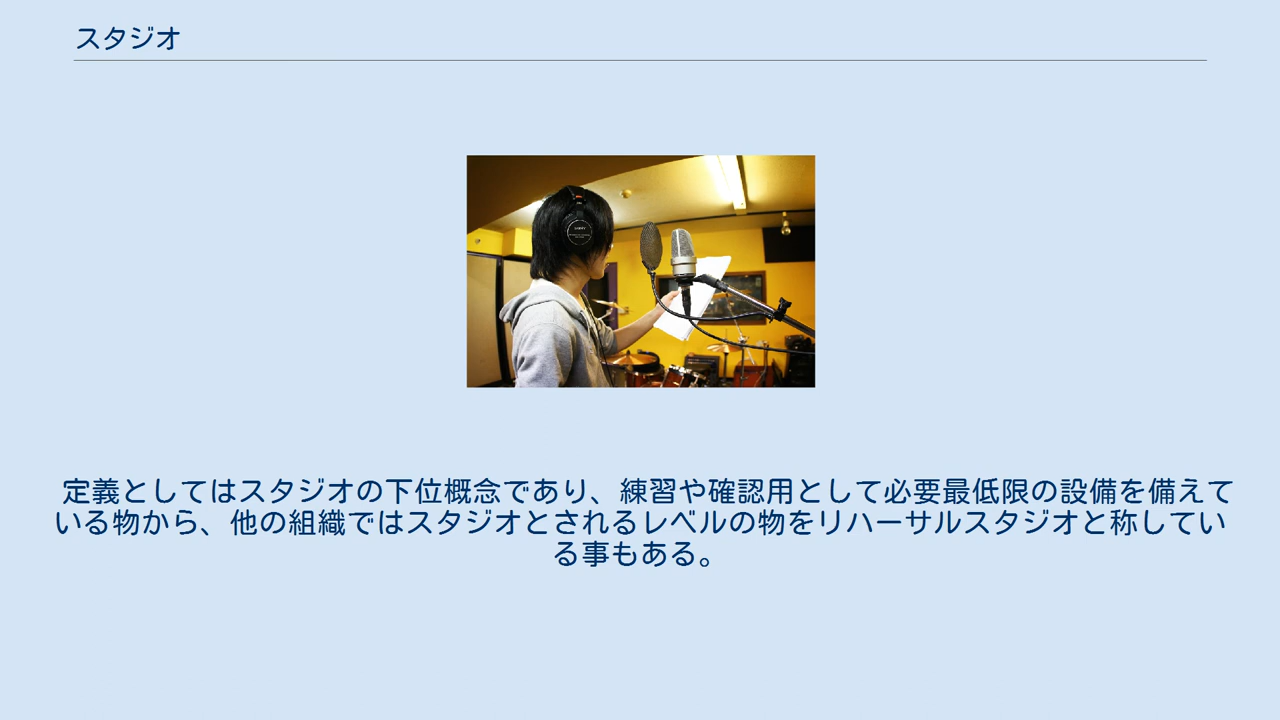 スタジオ
SONY
定義としてはスタジオの下位概念であり、練習や確認用として必要最低限の設備を備えて
いる物から、他の組織ではスタジオとされるレベルの物をリハーサルスタジオと称してい
る事もある。